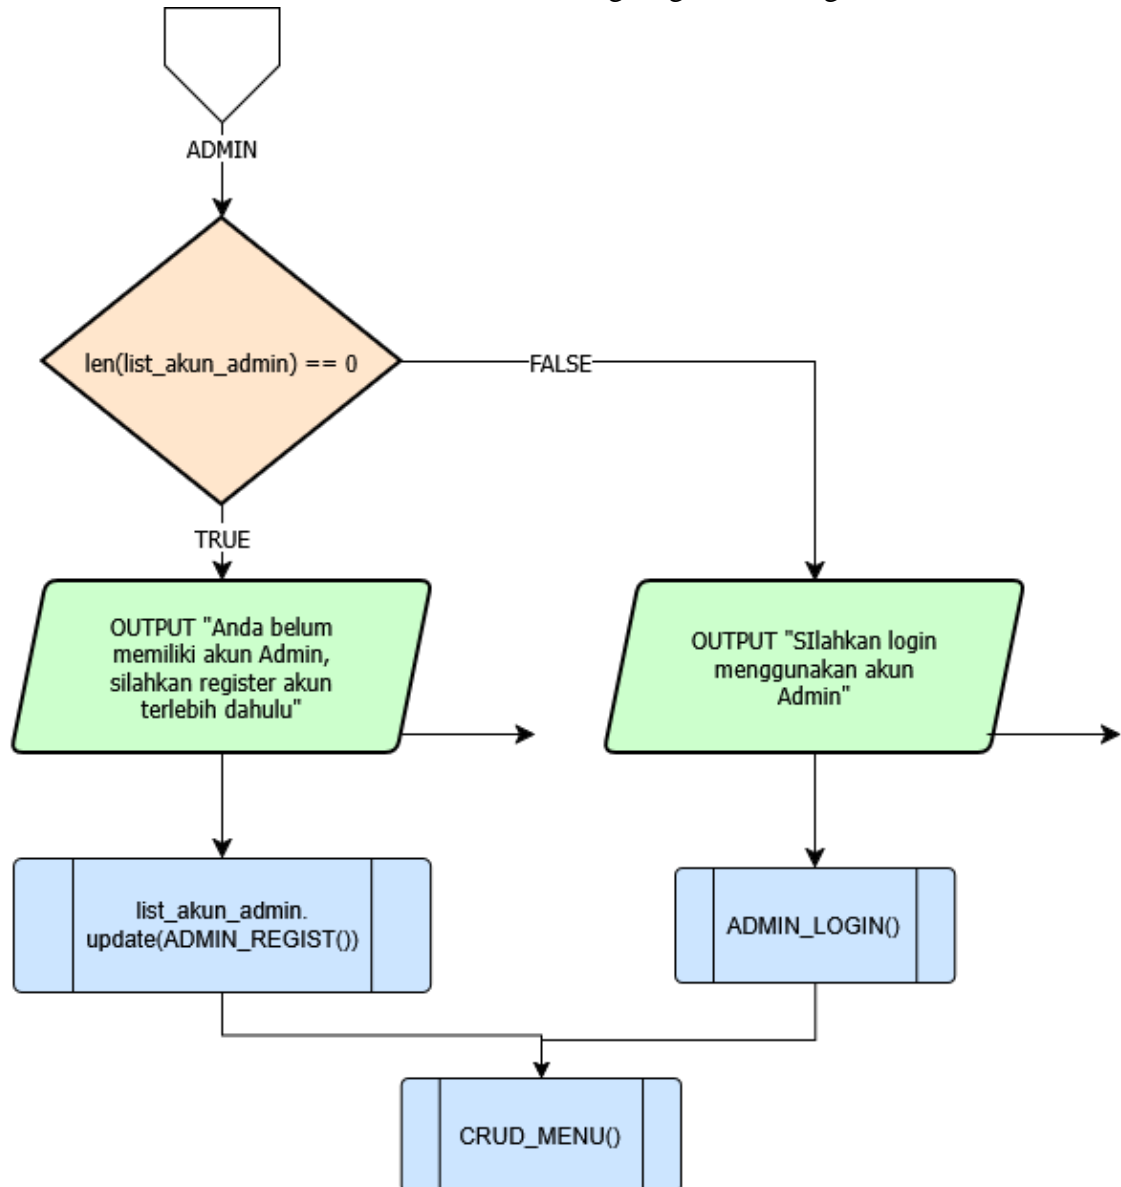 ADMIN
len(list_akun_admin) == 0
FALSE
TRUE
OUTPUT "Anda belum
memiliki akun Admin,
silahkan register akun
terlebih dahulu"
OUTPUT "SIlahkan login
menggunakan akun
Admin"
list_akun_admin.
update(ADMIN_REGIST())
ADMIN_LOGIN()
CRUD_MENU()